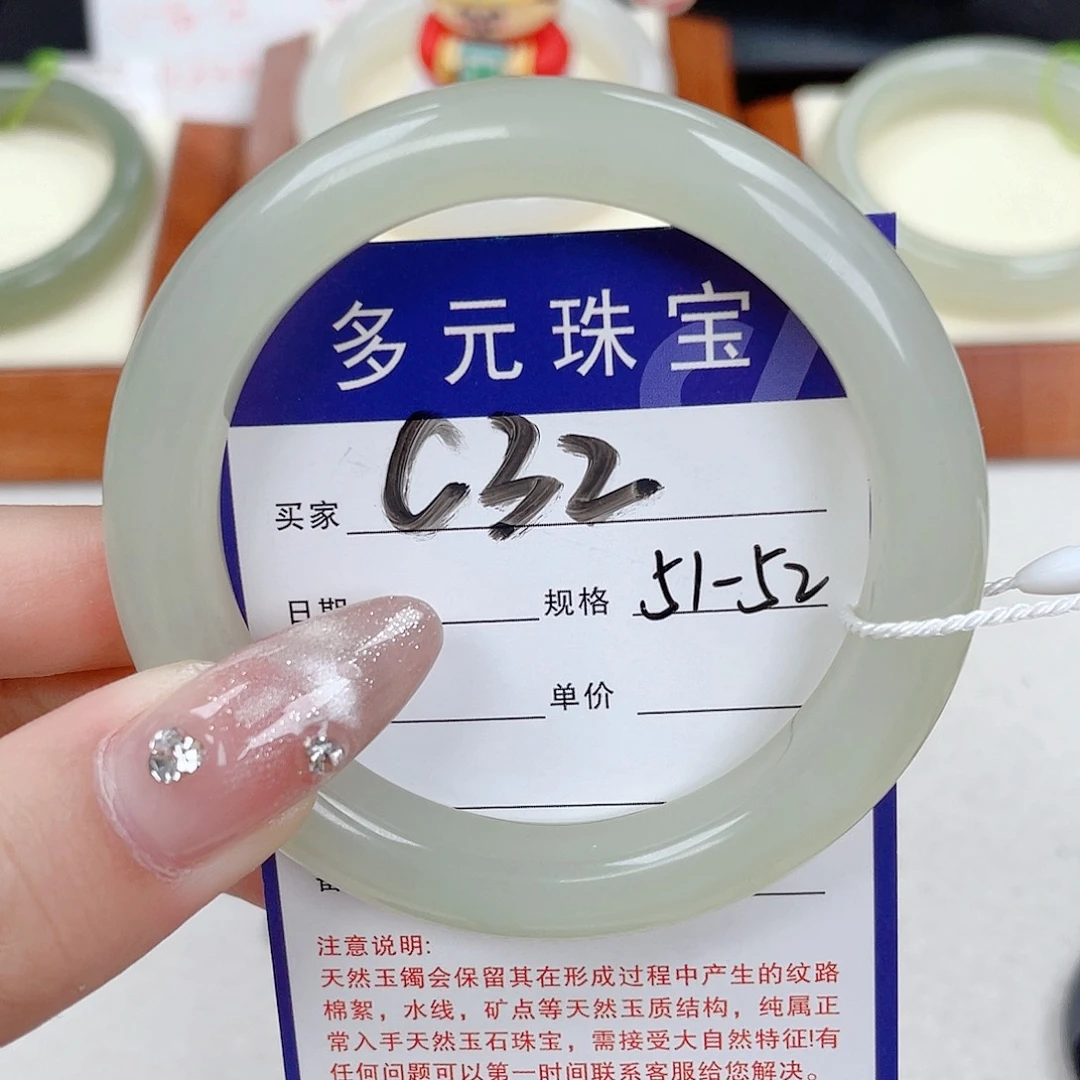 多元珠宝
买家 C32
日期 规格 51-52
单价
注意说明:
天然玉镯会保留其在形成过程中产生的纹路
棉絮，水线，矿点等天然玉质结构，纯属正
常入手天然玉石珠宝，需接受大自然特征!有
任何问题可以第一时间联系客服给您解决。